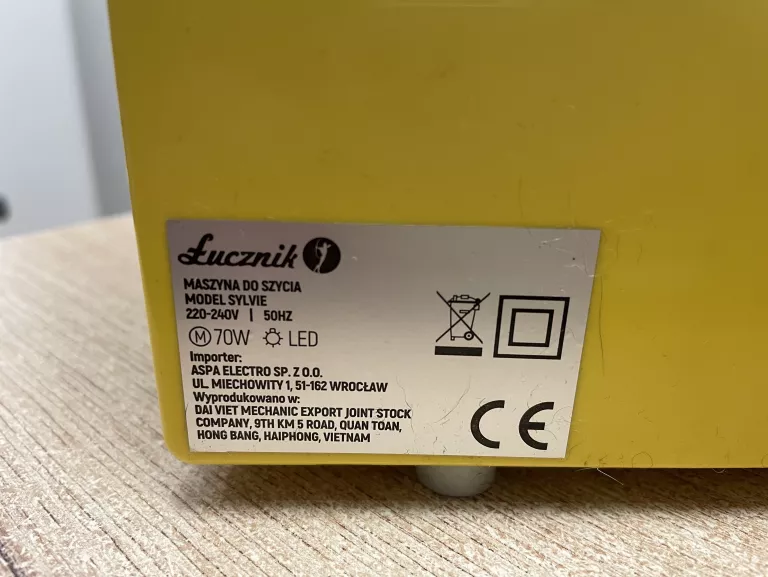 Łucznik
MASZYNA DO SZYCIA
MODEL SYLVIE
220-240V | 50HZ
M 70W LED
Importer:
ASPA ELECTRO SP. Z O.O.
UL. MIECHOWITY 1, 51-162 WROCŁAW
Wyprodukowano w:
DAI VIET MECHANIC EXPORT JOINT STOCK
COMPANY, 9TH KM 5 ROAD, QUAN TOAN,
HONG BANG, HAIPHONG, VIETNAM
CE